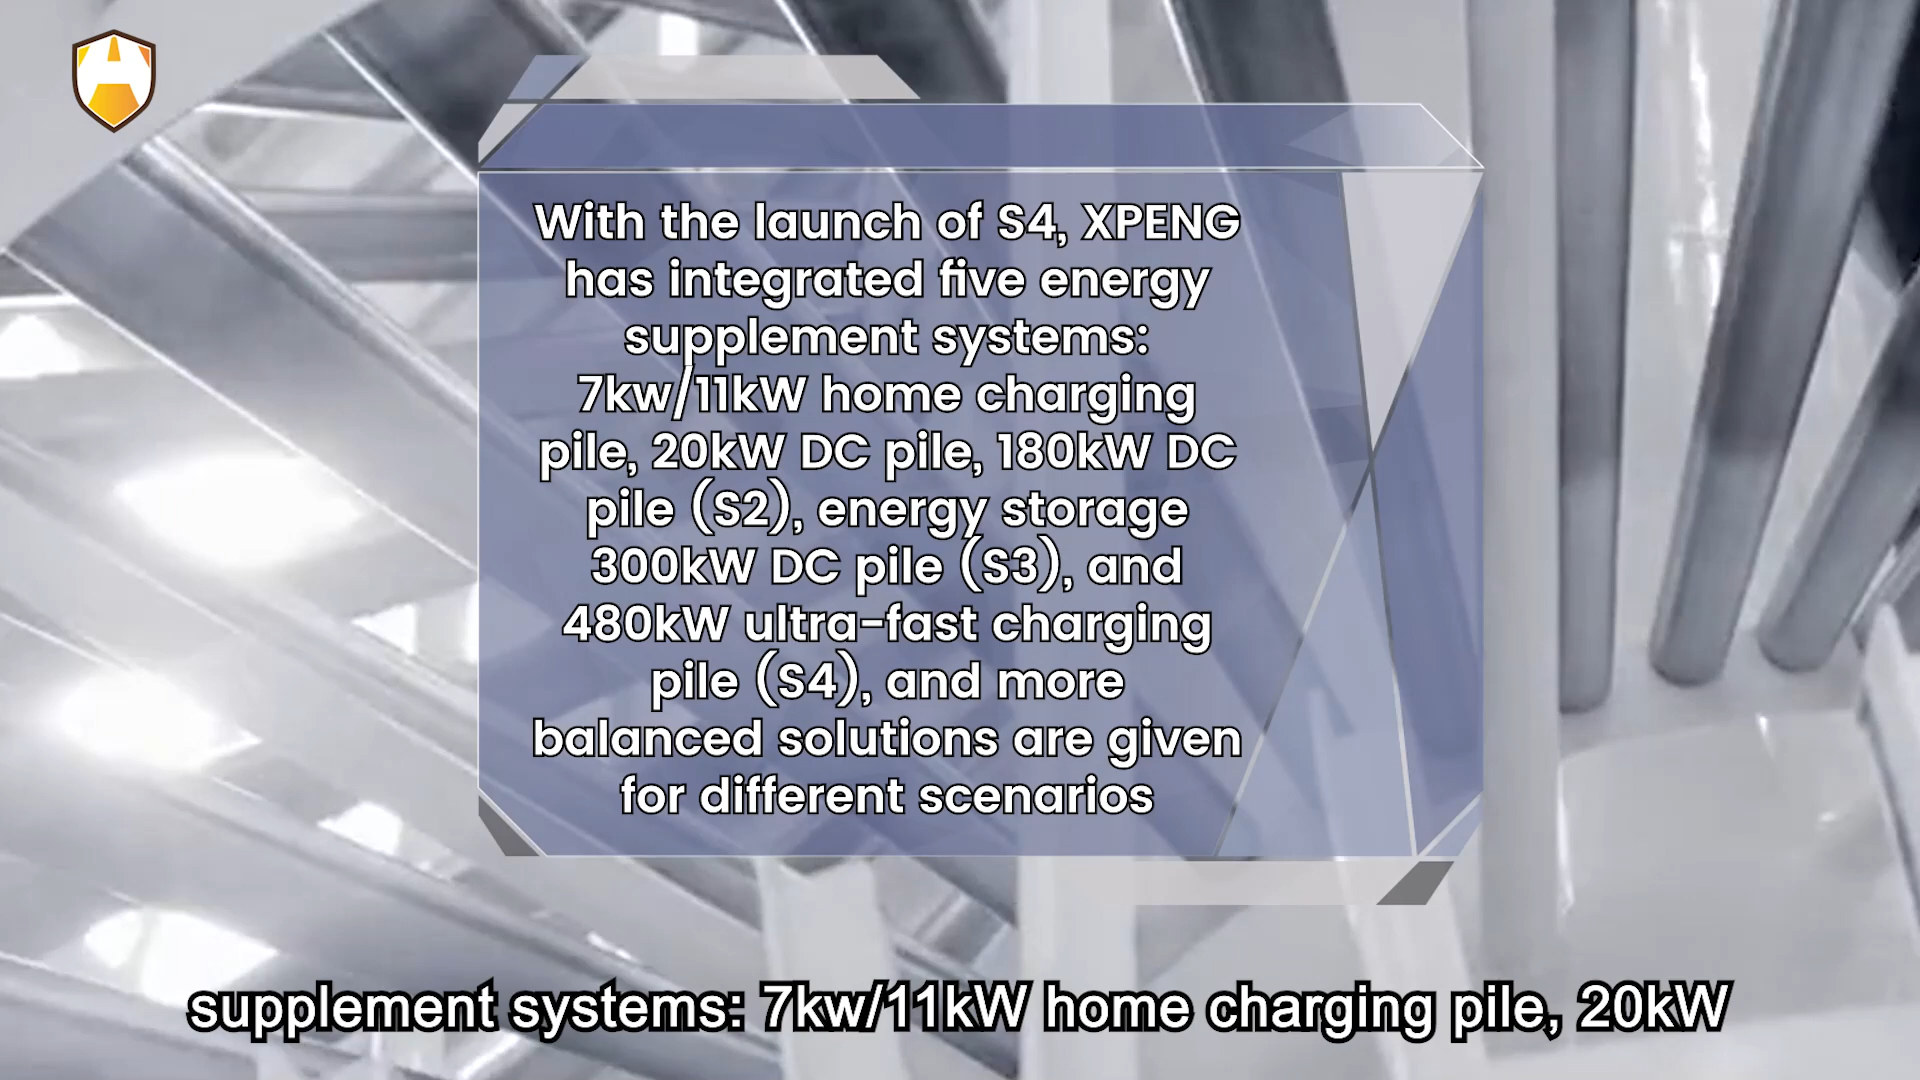 With the launch of S4, XPENG
has integrated five energy
supplement systems:
7kw/11kW home charging
pile, 20kW DC pile, 180kW DC
pile (S2), energy storage
300kW DC pile (S3), and
480kW ultra-fast charging
pile (S4), and more
balanced solutions are given
for different scenarios
supplement systems: 7kw/11kW home charging pile, 20kW